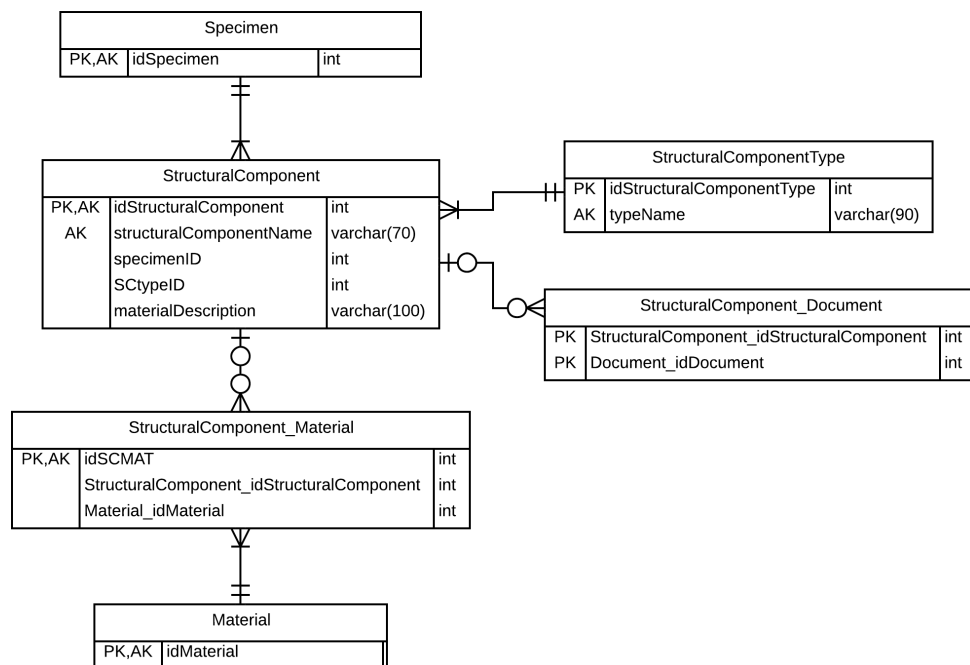 Specimen
PK,AK idSpecimen int
StructuralComponent
PK,AK idStructuralComponent int
AK structuralComponentName varchar(70)
specimenID int
SCtypeID int
materialDescription varchar(100)
StructuralComponentType
PK idStructuralComponentType int
AK typeName varchar(90)
StructuralComponent_Document
PK StructuralComponent_idStructuralComponent int
PK Document_idDocument int
StructuralComponent_Material
PK,AK idSCMAT int
StructuralComponent_idStructuralComponent int
Material_idMaterial int
Material
PK,AK idMaterial